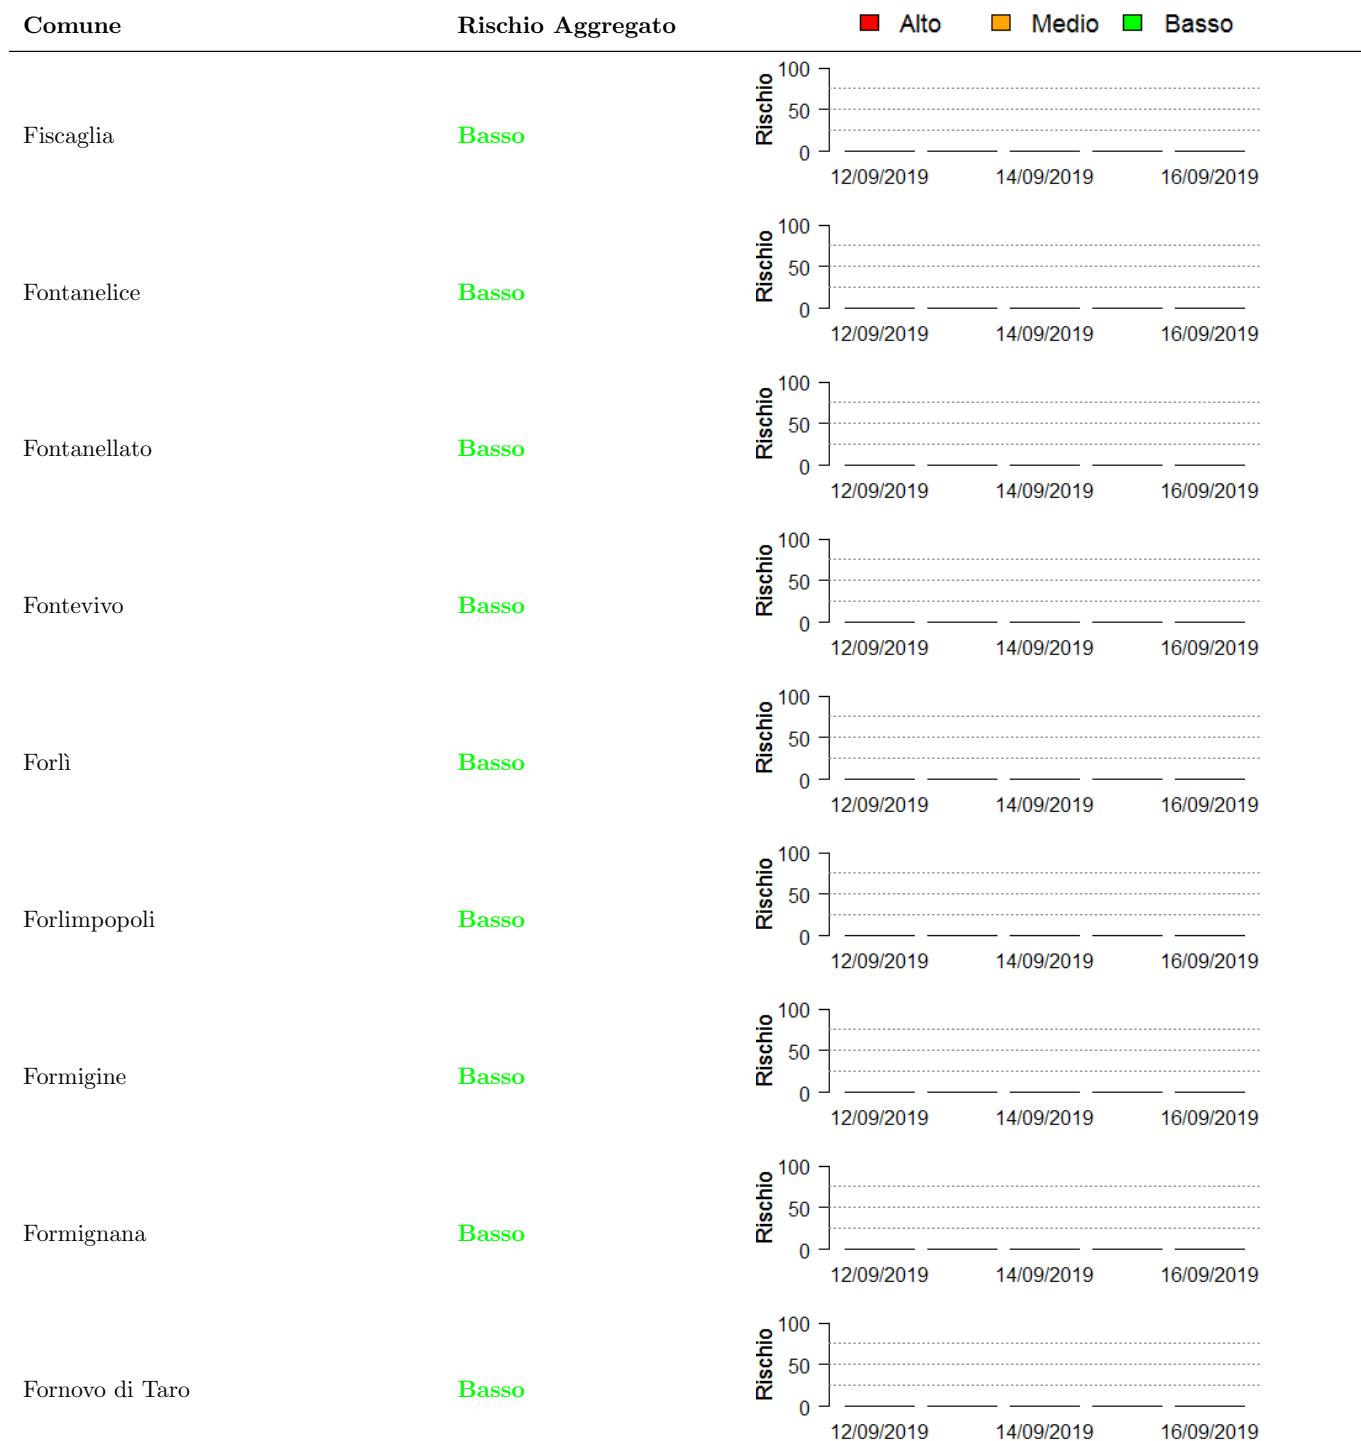 Comune Rischio Aggregato Alto Medio Basso
100
50
0
Rischio
Fiscaglia Basso
12/09/2019 14/09/2019 16/09/2019
100
50
0
Rischio
Fontanelice Basso
12/09/2019 14/09/2019 16/09/2019
100
50
0
Rischio
Fontanellato Basso
12/09/2019 14/09/2019 16/09/2019
100
50
0
Rischio
Fontevivo Basso
12/09/2019 14/09/2019 16/09/2019
100
50
0
Rischio
Forlì Basso
12/09/2019 14/09/2019 16/09/2019
100
50
0
Rischio
Forlimpopoli Basso
12/09/2019 14/09/2019 16/09/2019
100
50
0
Rischio
Formigine Basso
12/09/2019 14/09/2019 16/09/2019
100
50
0
Rischio
Formignana Basso
12/09/2019 14/09/2019 16/09/2019
100
50
0
Rischio
Fornovo di Taro Basso
12/09/2019 14/09/2019 16/09/2019